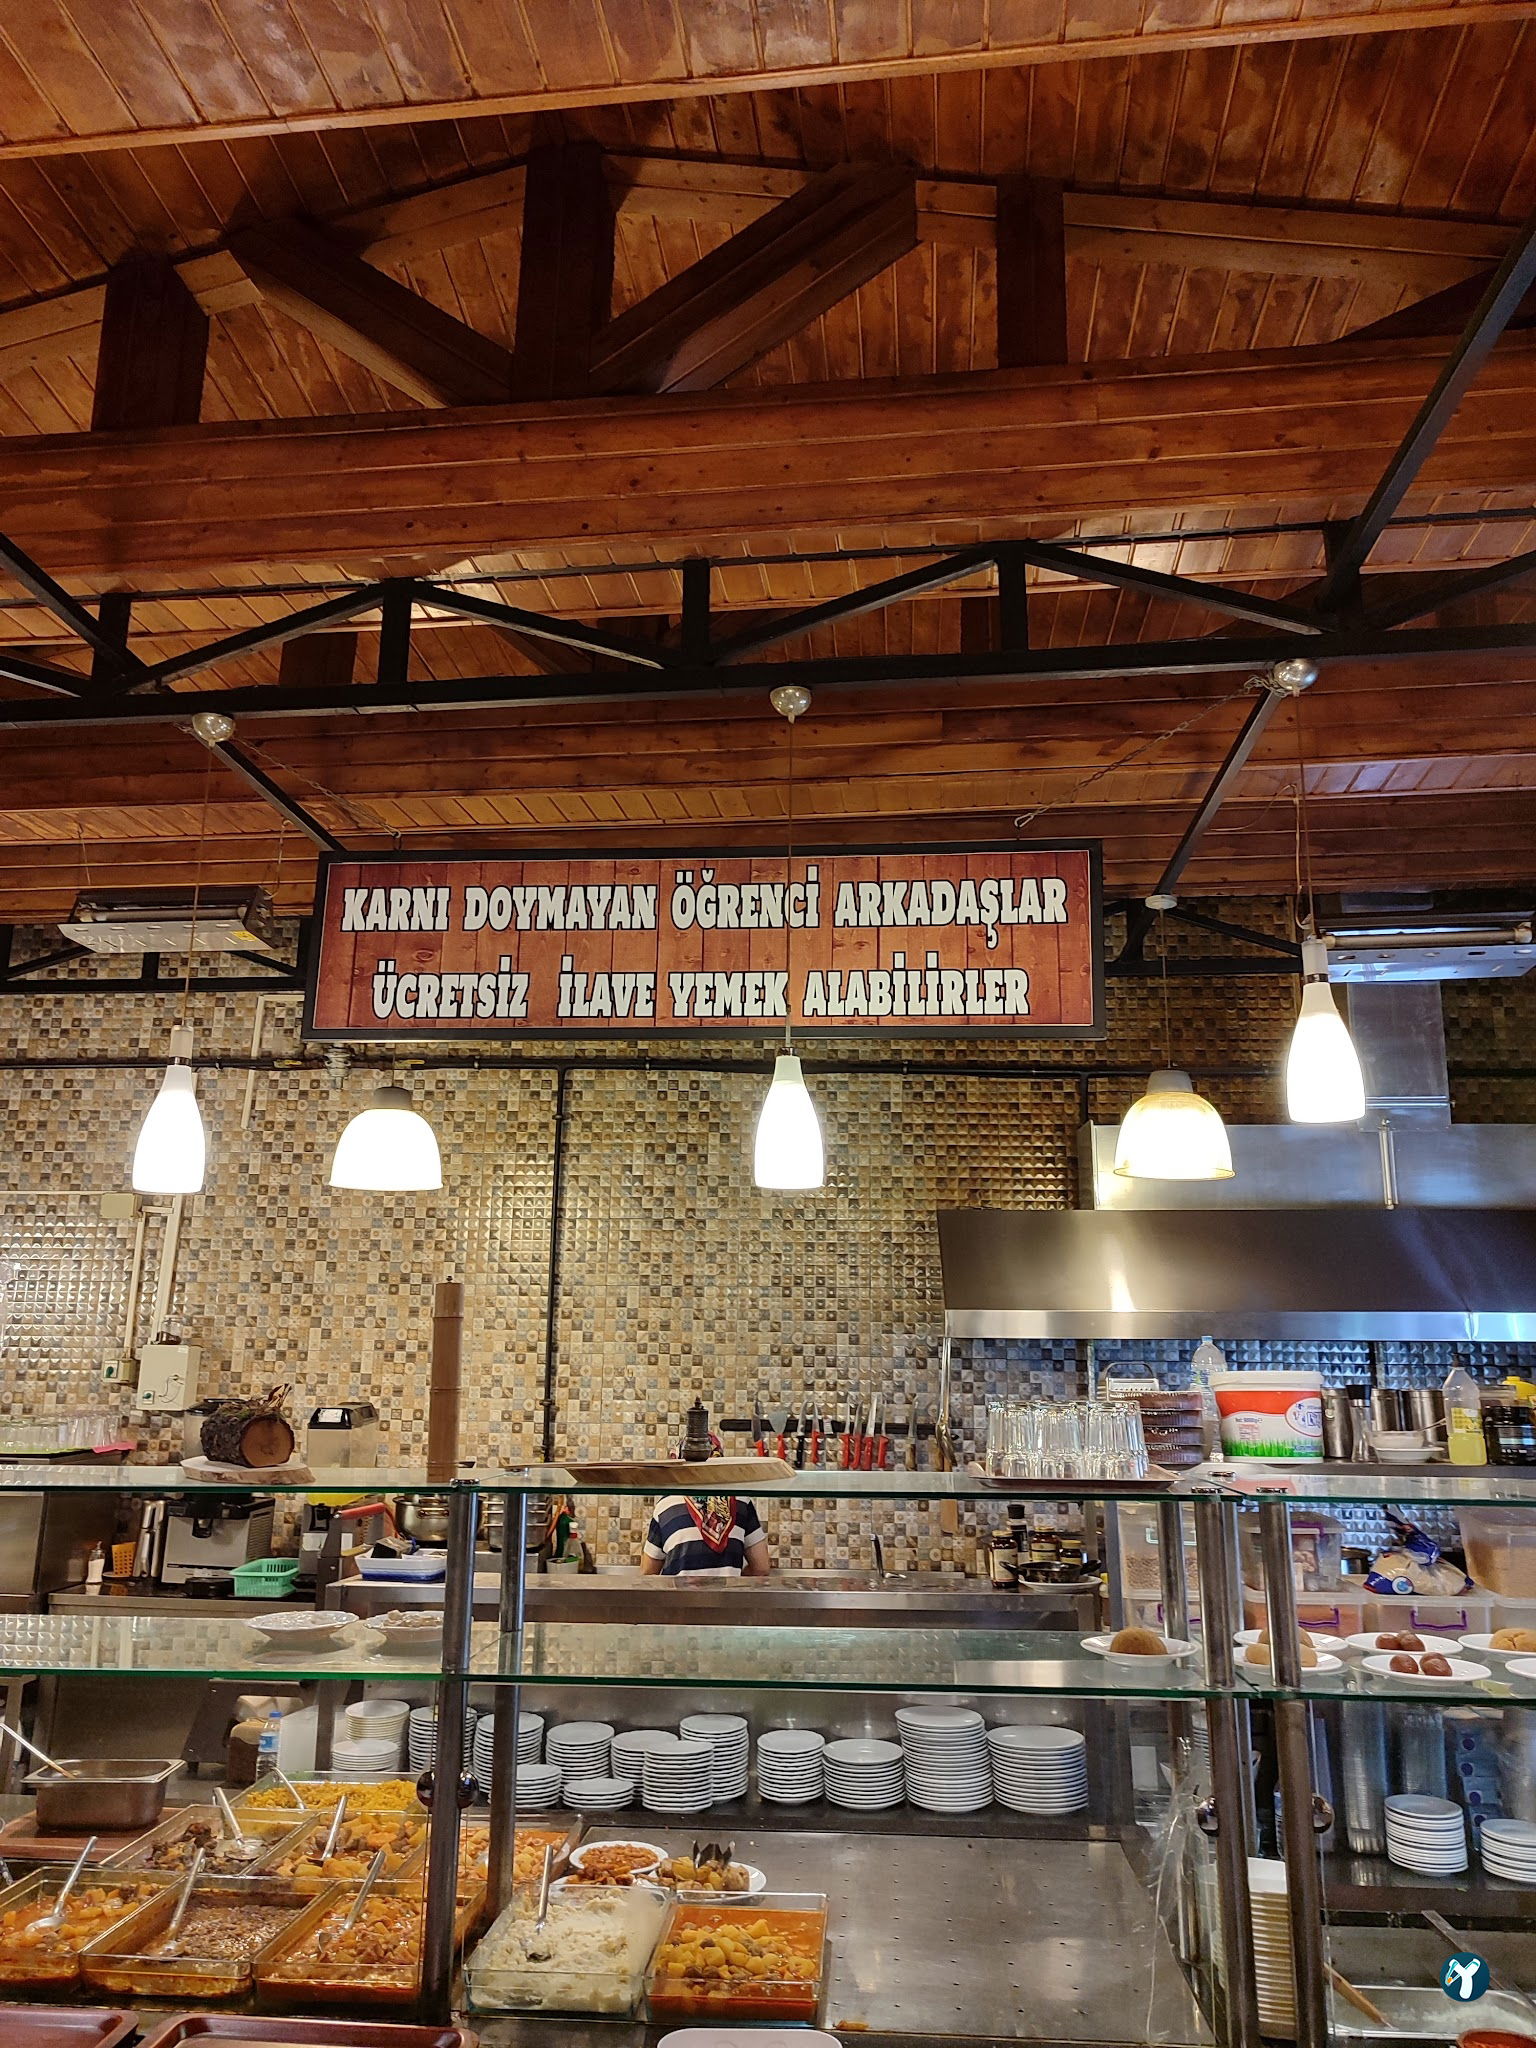 KARNI DOYMAYAN ÖĞRENCİ ARKADAŞLAR
ÜCRETSİZ İLAVE YEMEK ALABİLİRLER